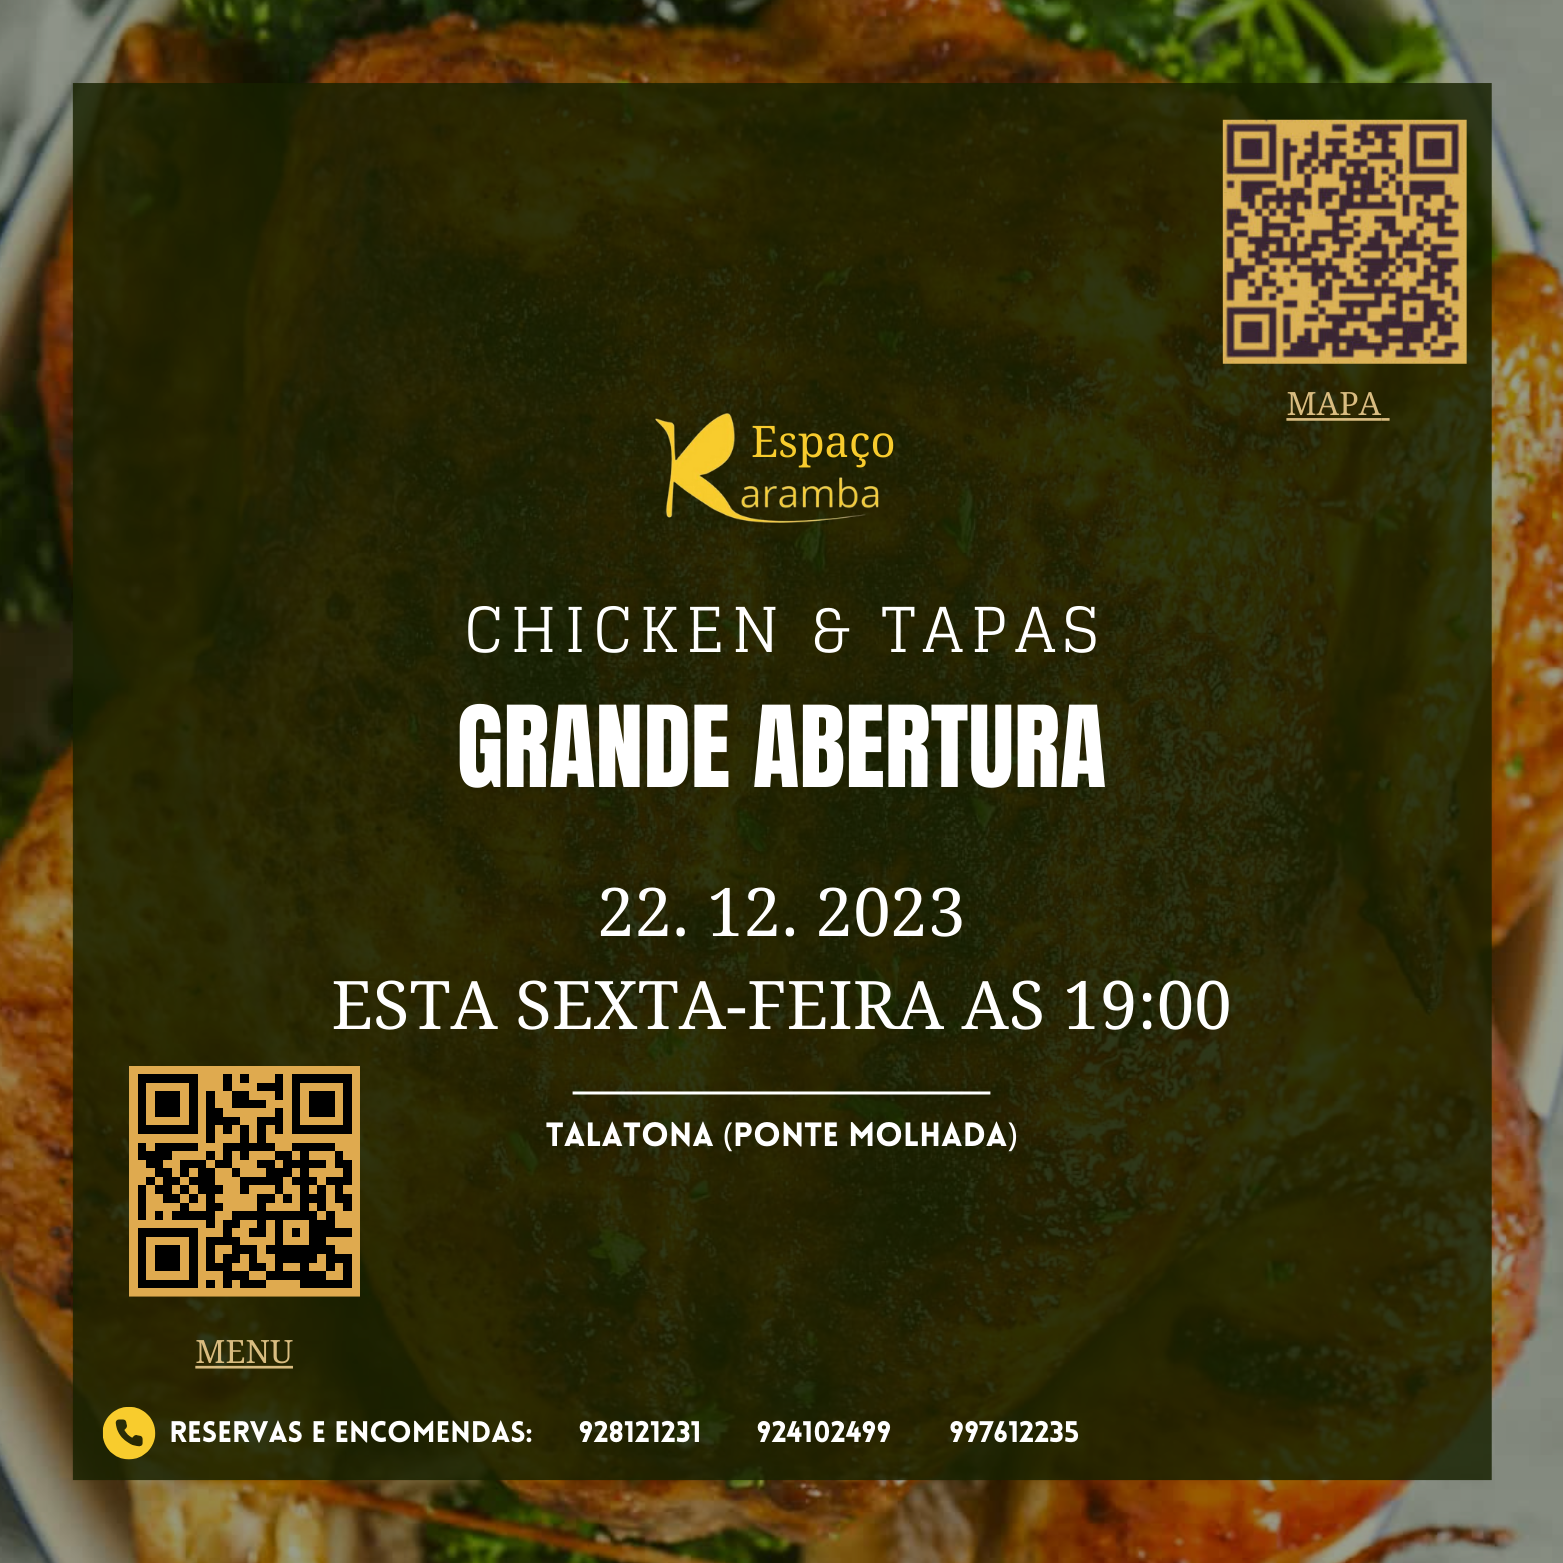 MAPA
Espaço
Karamba
CHICKEN & TAPAS
GRANDE ABERTURA
22. 12. 2023
ESTA SEXTA-FEIRA AS 19:00
TALATONA (PONTE MOLHADA)
MENU
RESERVAS E ENCOMENDAS: 928121231 924102499 997612235